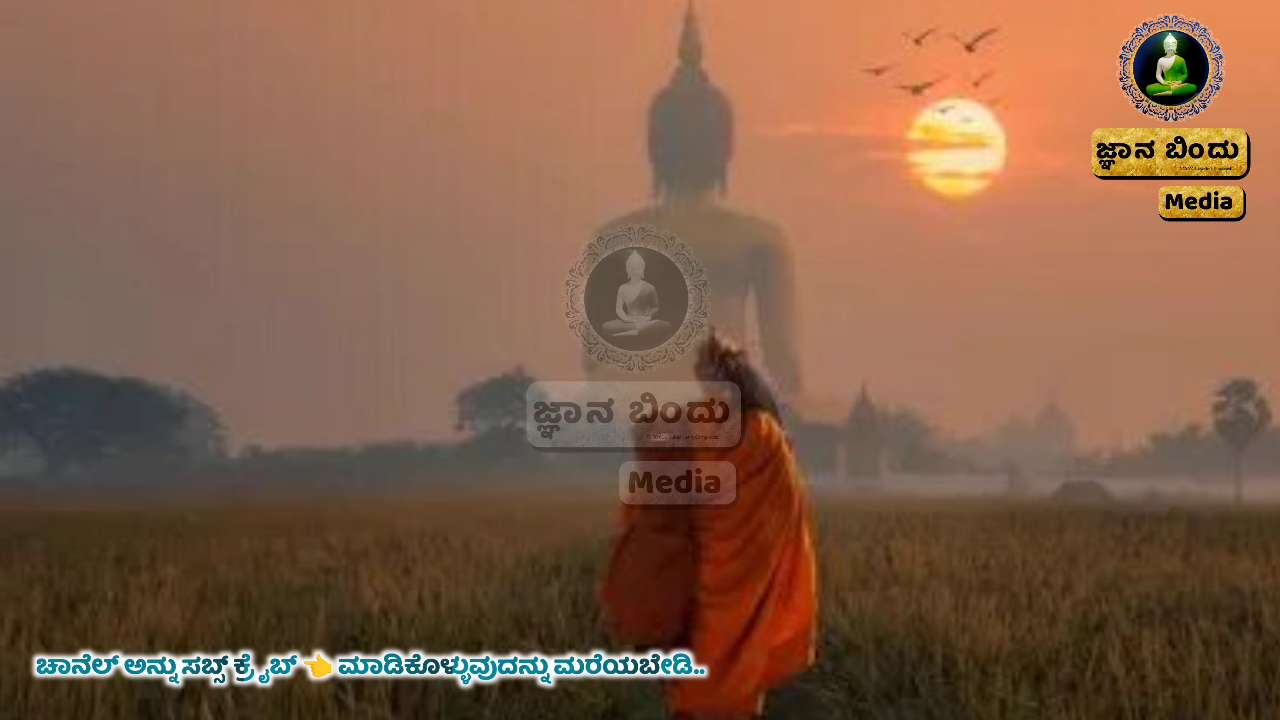 ಜ್ಞಾನ ಬಿಂದು
Media
ಜ್ಞಾನ ಬಿಂದು
Media
ಚಾನೆಲ್ ಅನ್ನು ಸಬ್ಸ್ ಕ್ರೈಬ್ 👉 ಮಾಡಿಕೊಳ್ಳುವುದನ್ನು ಮರೆಯಬೇಡಿ..